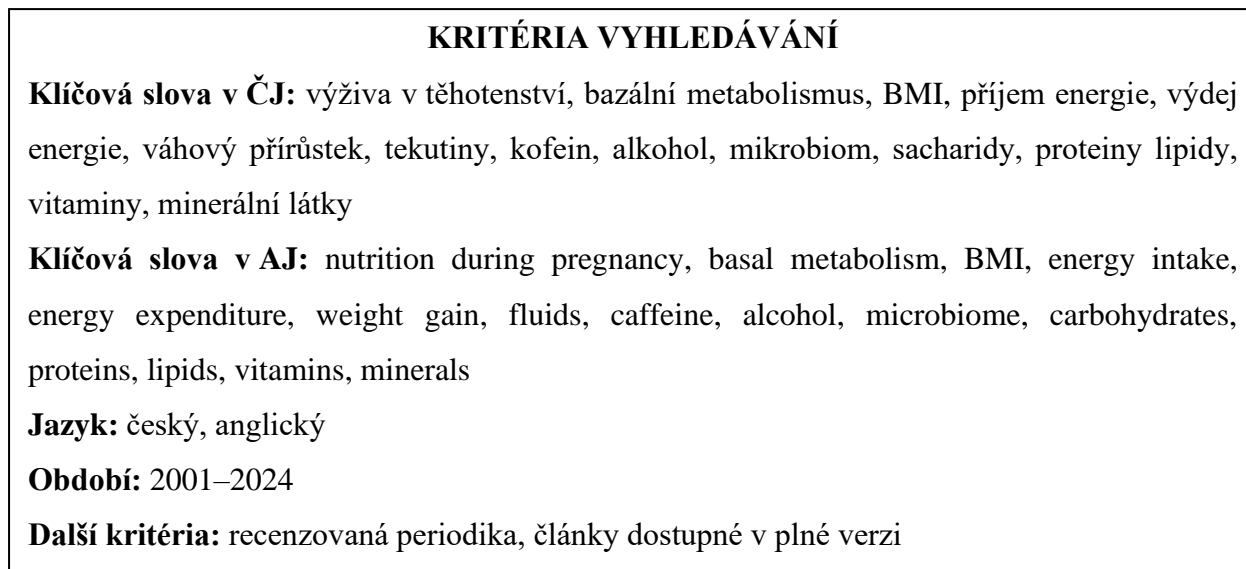 KRITÉRIA VYHLEDÁVÁNÍ
Klíčová slova v ČJ: výživa v těhotenství, bazální metabolismus, BMI, příjem energie, výdej
energie, váhový přírůstek, tekutiny, kofein, alkohol, mikrobiom, sacharidy, proteiny lipidy,
vitaminy, minerální látky
Klíčová slova v AJ: nutrition during pregnancy, basal metabolism, BMI, energy intake,
energy expenditure, weight gain, fluids, caffeine, alcohol, microbiome, carbohydrates,
proteins, lipids, vitamins, minerals
Jazyk: český, anglický
Období: 2001–2024
Další kritéria: recenzovaná periodika, články dostupné v plné verzi